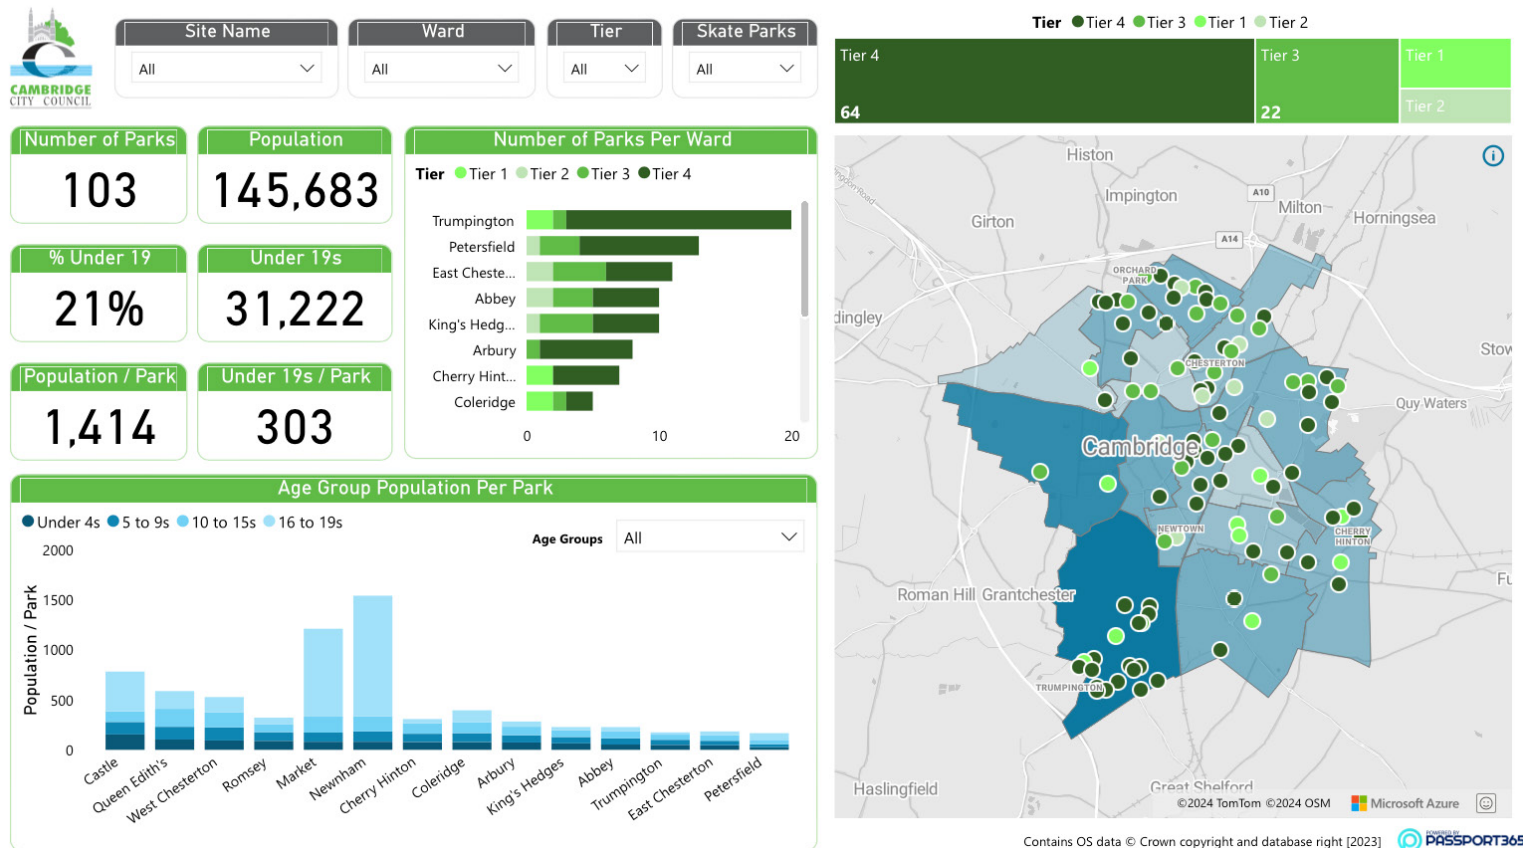 CAMBRIDGE
CITY COUNCIL
Site Name
All
Ward
All
Tier
All
Skate Parks
All
Number of Parks
103
Population
145,683
% Under 19
21%
Under 19s
31,222
Population / Park
1,414
Under 19s / Park
303
Number of Parks Per Ward
Tier Tier 1 Tier 2 Tier 3 Tier 4
Trumpington
Petersfield
East Cheste...
Abbey
King's Hedg...
Arbury
Cherry Hint...
Coleridge
0 10 20
Age Group Population Per Park
Under 4s 5 to 9s 10 to 15s 16 to 19s
Age Groups
All
Population / Park
2000
1500
1000
500
0
Castle
Queen Edith's
West Chesterton
Romsey
Market
Newnham
Cherry Hinton
Coleridge
Arbury
King's Hedges
Abbey
Trumpington
East Chesterton
Petersfield
Tier Tier 4 Tier 3 Tier 1 Tier 2
Tier 4
64
Tier 3
22
Tier 1
Tier 2
Histon
Impington
A10
Milton
Girton
Horningsea
A14
ORCHARD
PARK
dingley
CHESTERTON
Stow
Quy Waters
Cambridge
NEWTOWN
CHERRY
HINTON
Roman Hill
Grantchester
Fu
TRUMPINGTON
Haslingfield
Great Shelford
©2024 TomTom ©2024 OSM
Microsoft Azure
Contains OS data © Crown copyright and database right [2023]
POWERED BY
PASSPORT365